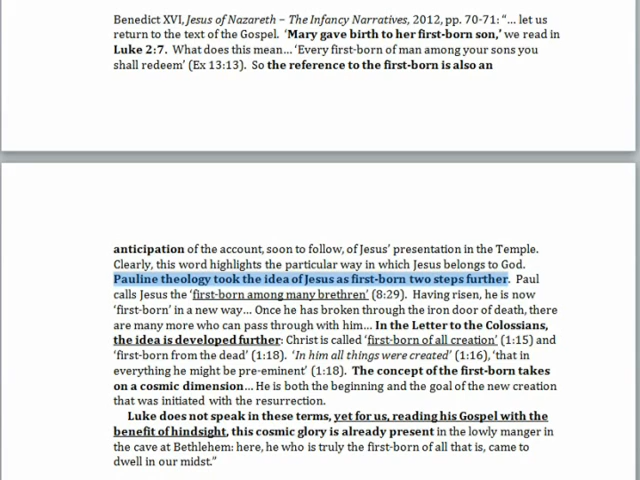 Benedict XVI, Jesus of Nazareth – The Infancy Narratives, 2012, pp. 70-71: “… let us
return to the text of the Gospel.  ‘Mary gave birth to her first-born son,’ we read in
Luke 2:7.  What does this mean… ‘Every first-born of man among your sons you
shall redeem’ (Ex 13:13).  So the reference to the first-born is also an
anticipation of the account, soon to follow, of Jesus’ presentation in the Temple.
Clearly, this word highlights the particular way in which Jesus belongs to God.
Pauline theology took the idea of Jesus as first-born two steps further.  Paul
calls Jesus the ‘first-born among many brethren’ (8:29).  Having risen, he is now
‘first-born’ in a new way… Once he has broken through the iron door of death, there
are many more who can pass through with him… In the Letter to the Colossians,
the idea is developed further: Christ is called ‘first-born of all creation’ (1:15) and
‘first-born from the dead’ (1:18).  ‘In him all things were created’ (1:16), ‘that in
everything he might be pre-eminent’ (1:18).  The concept of the first-born takes
on a cosmic dimension… He is both the beginning and the goal of the new creation
that was initiated with the resurrection.
Luke does not speak in these terms, yet for us, reading his Gospel with the
benefit of hindsight, this cosmic glory is already present in the lowly manger in
the cave at Bethlehem: here, he who is truly the first-born of all that is, came to
dwell in our midst.”